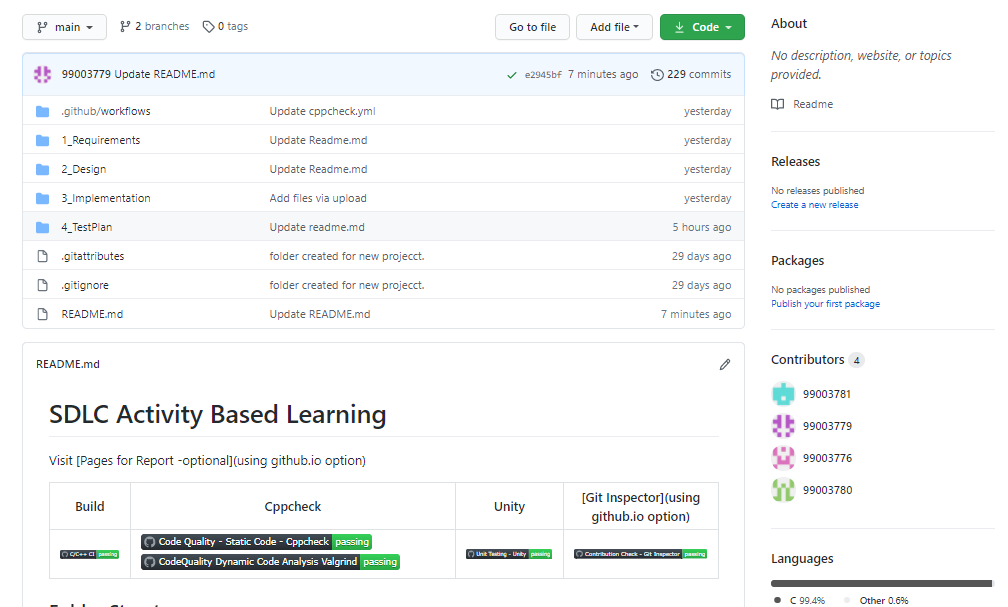 main 2 branches 0 tags Go to file Add file Code
99003779 Update README.md e2945bf 7 minutes ago 229 commits
.github/workflows Update cppcheck.yml yesterday
1_Requirements Update Readme.md yesterday
2_Design Update Readme.md yesterday
3_Implementation Add files via upload yesterday
4_TestPlan Update readme.md 5 hours ago
.gitattributes folder created for new projecct. 29 days ago
.gitignore folder created for new projecct. 29 days ago
README.md Update README.md 7 minutes ago
README.md
SDLC Activity Based Learning
Visit [Pages for Report -optional](using github.io option)
Build Cppcheck Unity [Git Inspector](using
github.io option)
C/C++ CI passing Code Quality - Static Code - Cppcheck passing Unit Testing - Unity passing Contribution Check - Git Inspector passing
CodeQuality Dynamic Code Analysis Valgrind passing
About
No description, website, or topics
provided.
Readme
Releases
No releases published
Create a new release
Packages
No packages published
Publish your first package
Contributors 4
99003781
99003779
99003776
99003780
Languages
C 99.4% Other 0.6%